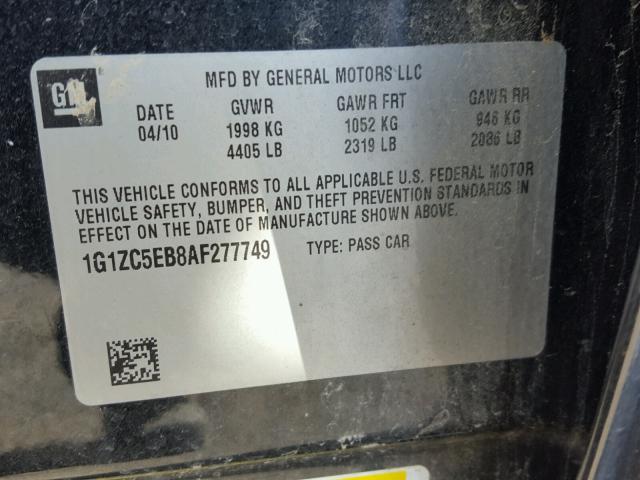 GM
MFD BY GENERAL MOTORS LLC
DATE GVWR GAWR FRT GAWR RR
04/10 1998 KG 1052 KG 946 KG
4405 LB 2319 LB 2086 LB
THIS VEHICLE CONFORMS TO ALL APPLICABLE U.S. FEDERAL MOTOR
VEHICLE SAFETY, BUMPER, AND THEFT PREVENTION STANDARDS IN
EFFECT ON THE DATE OF MANUFACTURE SHOWN ABOVE.
1G1ZC5EB8AF277749 TYPE: PASS CAR